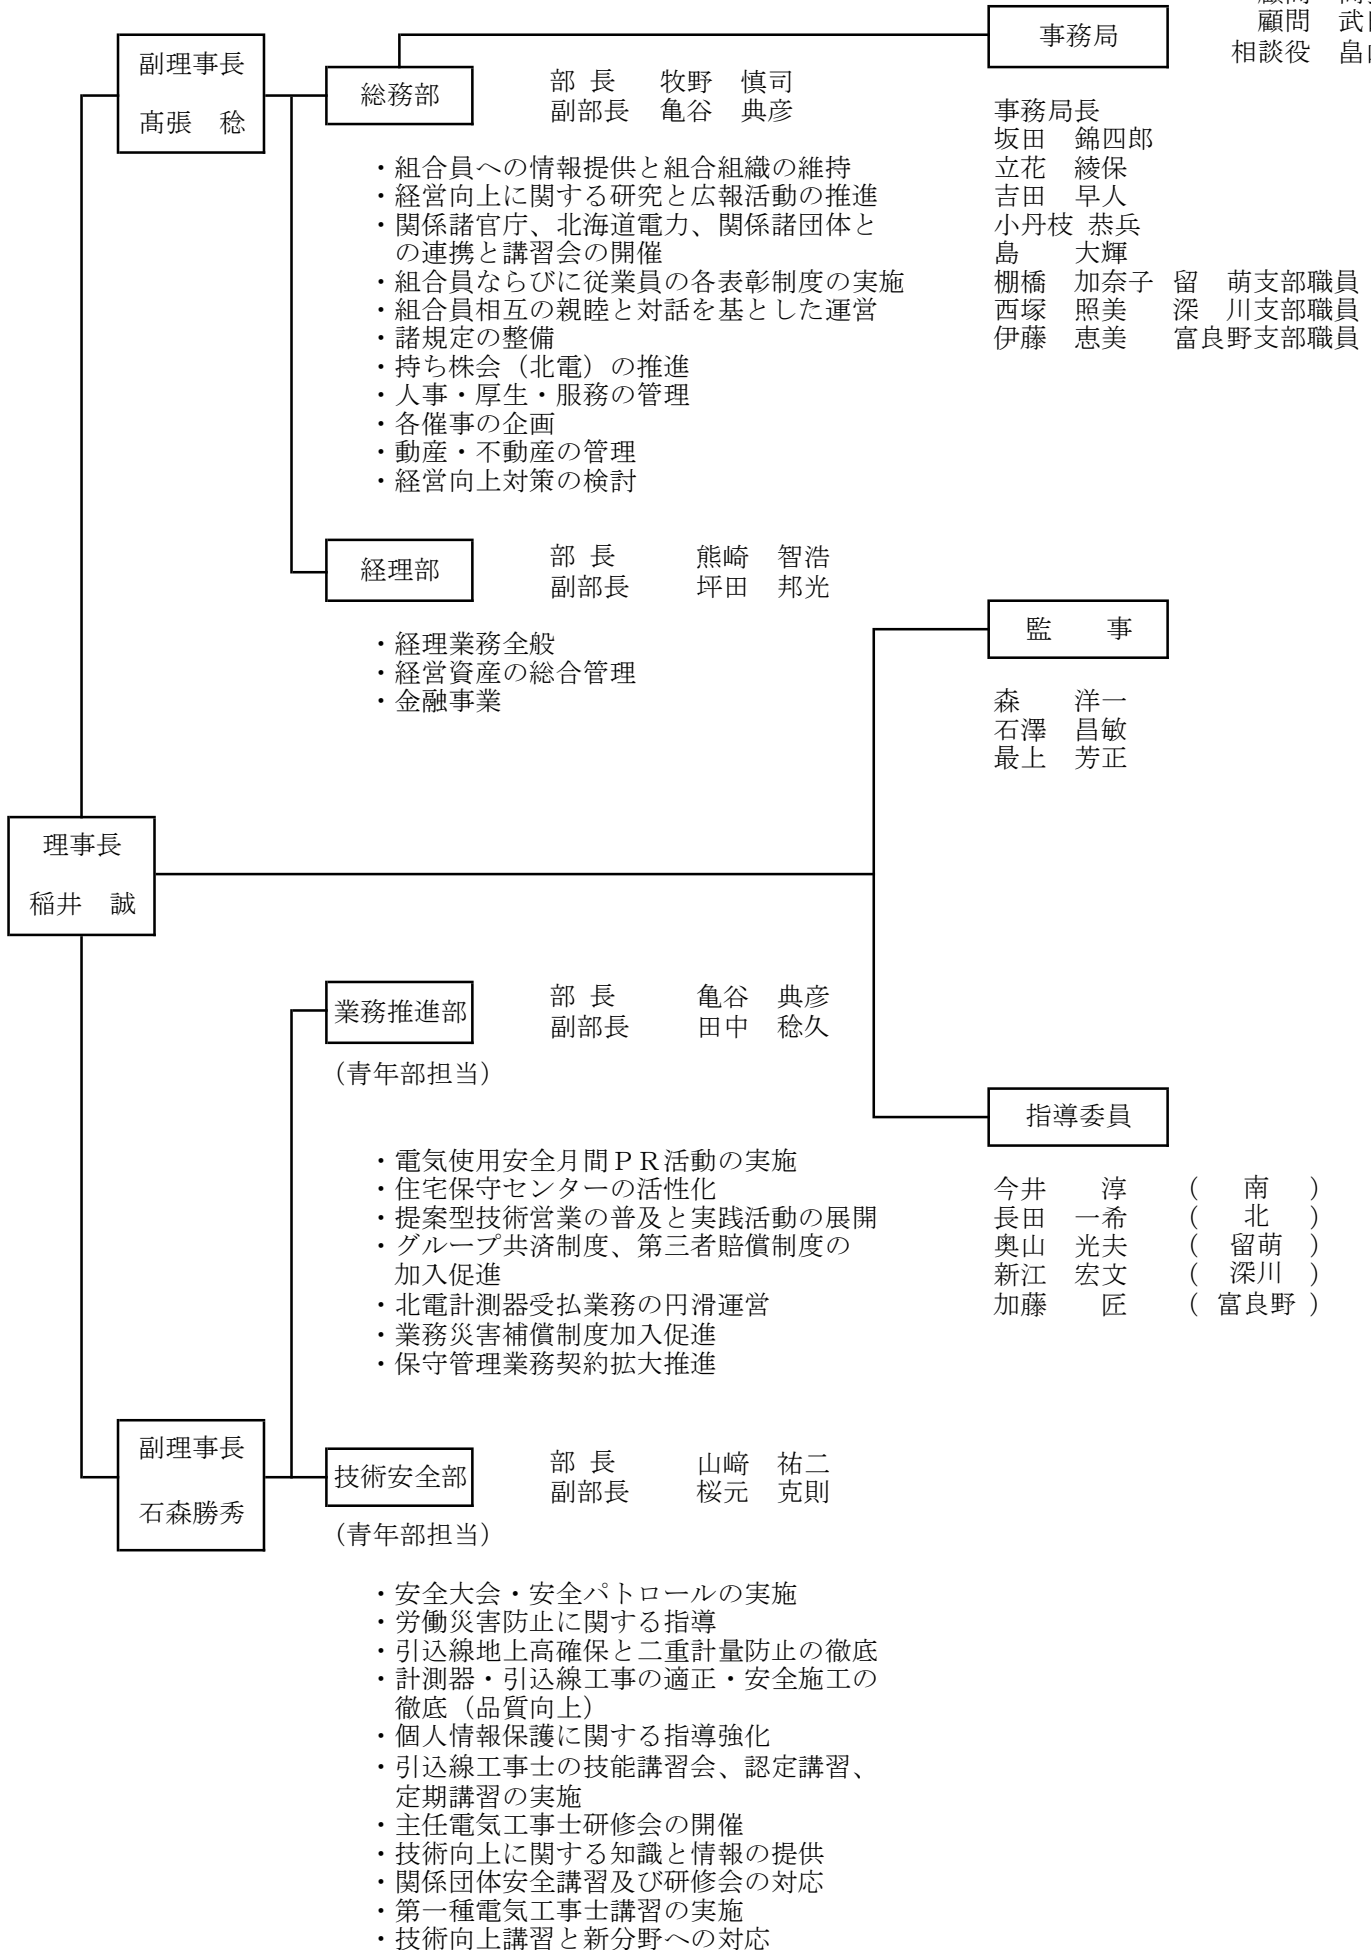 顧問
顧問
相談役
副理事長
髙張　稔
総務部
部 長　牧野　慎司
副部長　亀谷　典彦
・組合員への情報提供と組合組織の維持
・経営向上に関する研究と広報活動の推進
・関係諸官庁、北海道電力、関係諸団体と
の連携と講習会の開催
・組合員ならびに従業員の各表彰制度の実施
・組合員相互の親睦と対話を基とした運営
・諸規定の整備
・持ち株会（北電）の推進
・人事・厚生・服務の管理
・各催事の企画
・動産・不動産の管理
・経営向上対策の検討
事務局
事務局長
坂田　錦四郎
立花　綾保
吉田　早人
小丹枝 恭兵
島　　大輝
棚橋　加奈子 留　萌支部職員
西塚　照美　深　川支部職員
伊藤　恵美　富良野支部職員
経理部
部 長　熊崎　智浩
副部長　坪田　邦光
・経理業務全般
・経営資産の総合管理
・金融事業
監　　事
森　　洋一
石澤　昌敏
最上　芳正
理事長
稲井　誠
業務推進部
部 長　亀谷　典彦
副部長　田中　稔久
（青年部担当）
・電気使用安全月間ＰＲ活動の実施
・住宅保守センターの活性化
・提案型技術営業の普及と実践活動の展開
・グループ共済制度、第三者賠償制度の
加入促進
・北電計測器受払業務の円滑運営
・業務災害補償制度加入促進
・保守管理業務契約拡大推進
指導委員
今井　　淳　（　南　）
長田　一希　（　北　）
奥山　光夫　（　留萌　）
新江　宏文　（　深川　）
加藤　　匠　（ 富良野 ）
副理事長
石森勝秀
技術安全部
部 長　山﨑　祐二
副部長　桜元　克則
（青年部担当）
・安全大会・安全パトロールの実施
・労働災害防止に関する指導
・引込線地上高確保と二重計量防止の徹底
・計測器・引込線工事の適正・安全施工の
徹底（品質向上）
・個人情報保護に関する指導強化
・引込線工事士の技能講習会、認定講習、
定期講習の実施
・主任電気工事士研修会の開催
・技術向上に関する知識と情報の提供
・関係団体安全講習及び研修会の対応
・第一種電気工事士講習の実施
・技術向上講習と新分野への対応